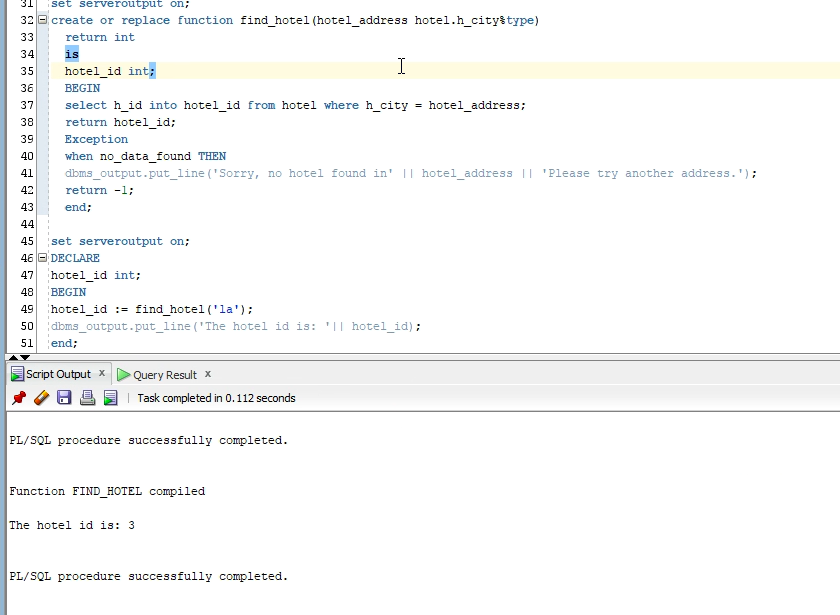 31 set serveroutput on;
32 create or replace function find_hotel(hotel_address hotel.h_city%type)
33 return int
34 is
35 hotel_id int;
36 BEGIN
37 select h_id into hotel_id from hotel where h_city = hotel_address;
38 return hotel_id;
39 Exception
40 when no_data_found THEN
41 dbms_output.put_line('Sorry, no hotel found in' || hotel_address || 'Please try another address.');
42 return -1;
43 end;
44
45 set serveroutput on;
46 DECLARE
47 hotel_id int;
48 BEGIN
49 hotel_id := find_hotel('la');
50 dbms_output.put_line('The hotel id is: '|| hotel_id);
51 end;
Script Output x Query Result x
Task completed in 0.112 seconds
PL/SQL procedure successfully completed.
Function FIND_HOTEL compiled
The hotel id is: 3
PL/SQL procedure successfully completed.